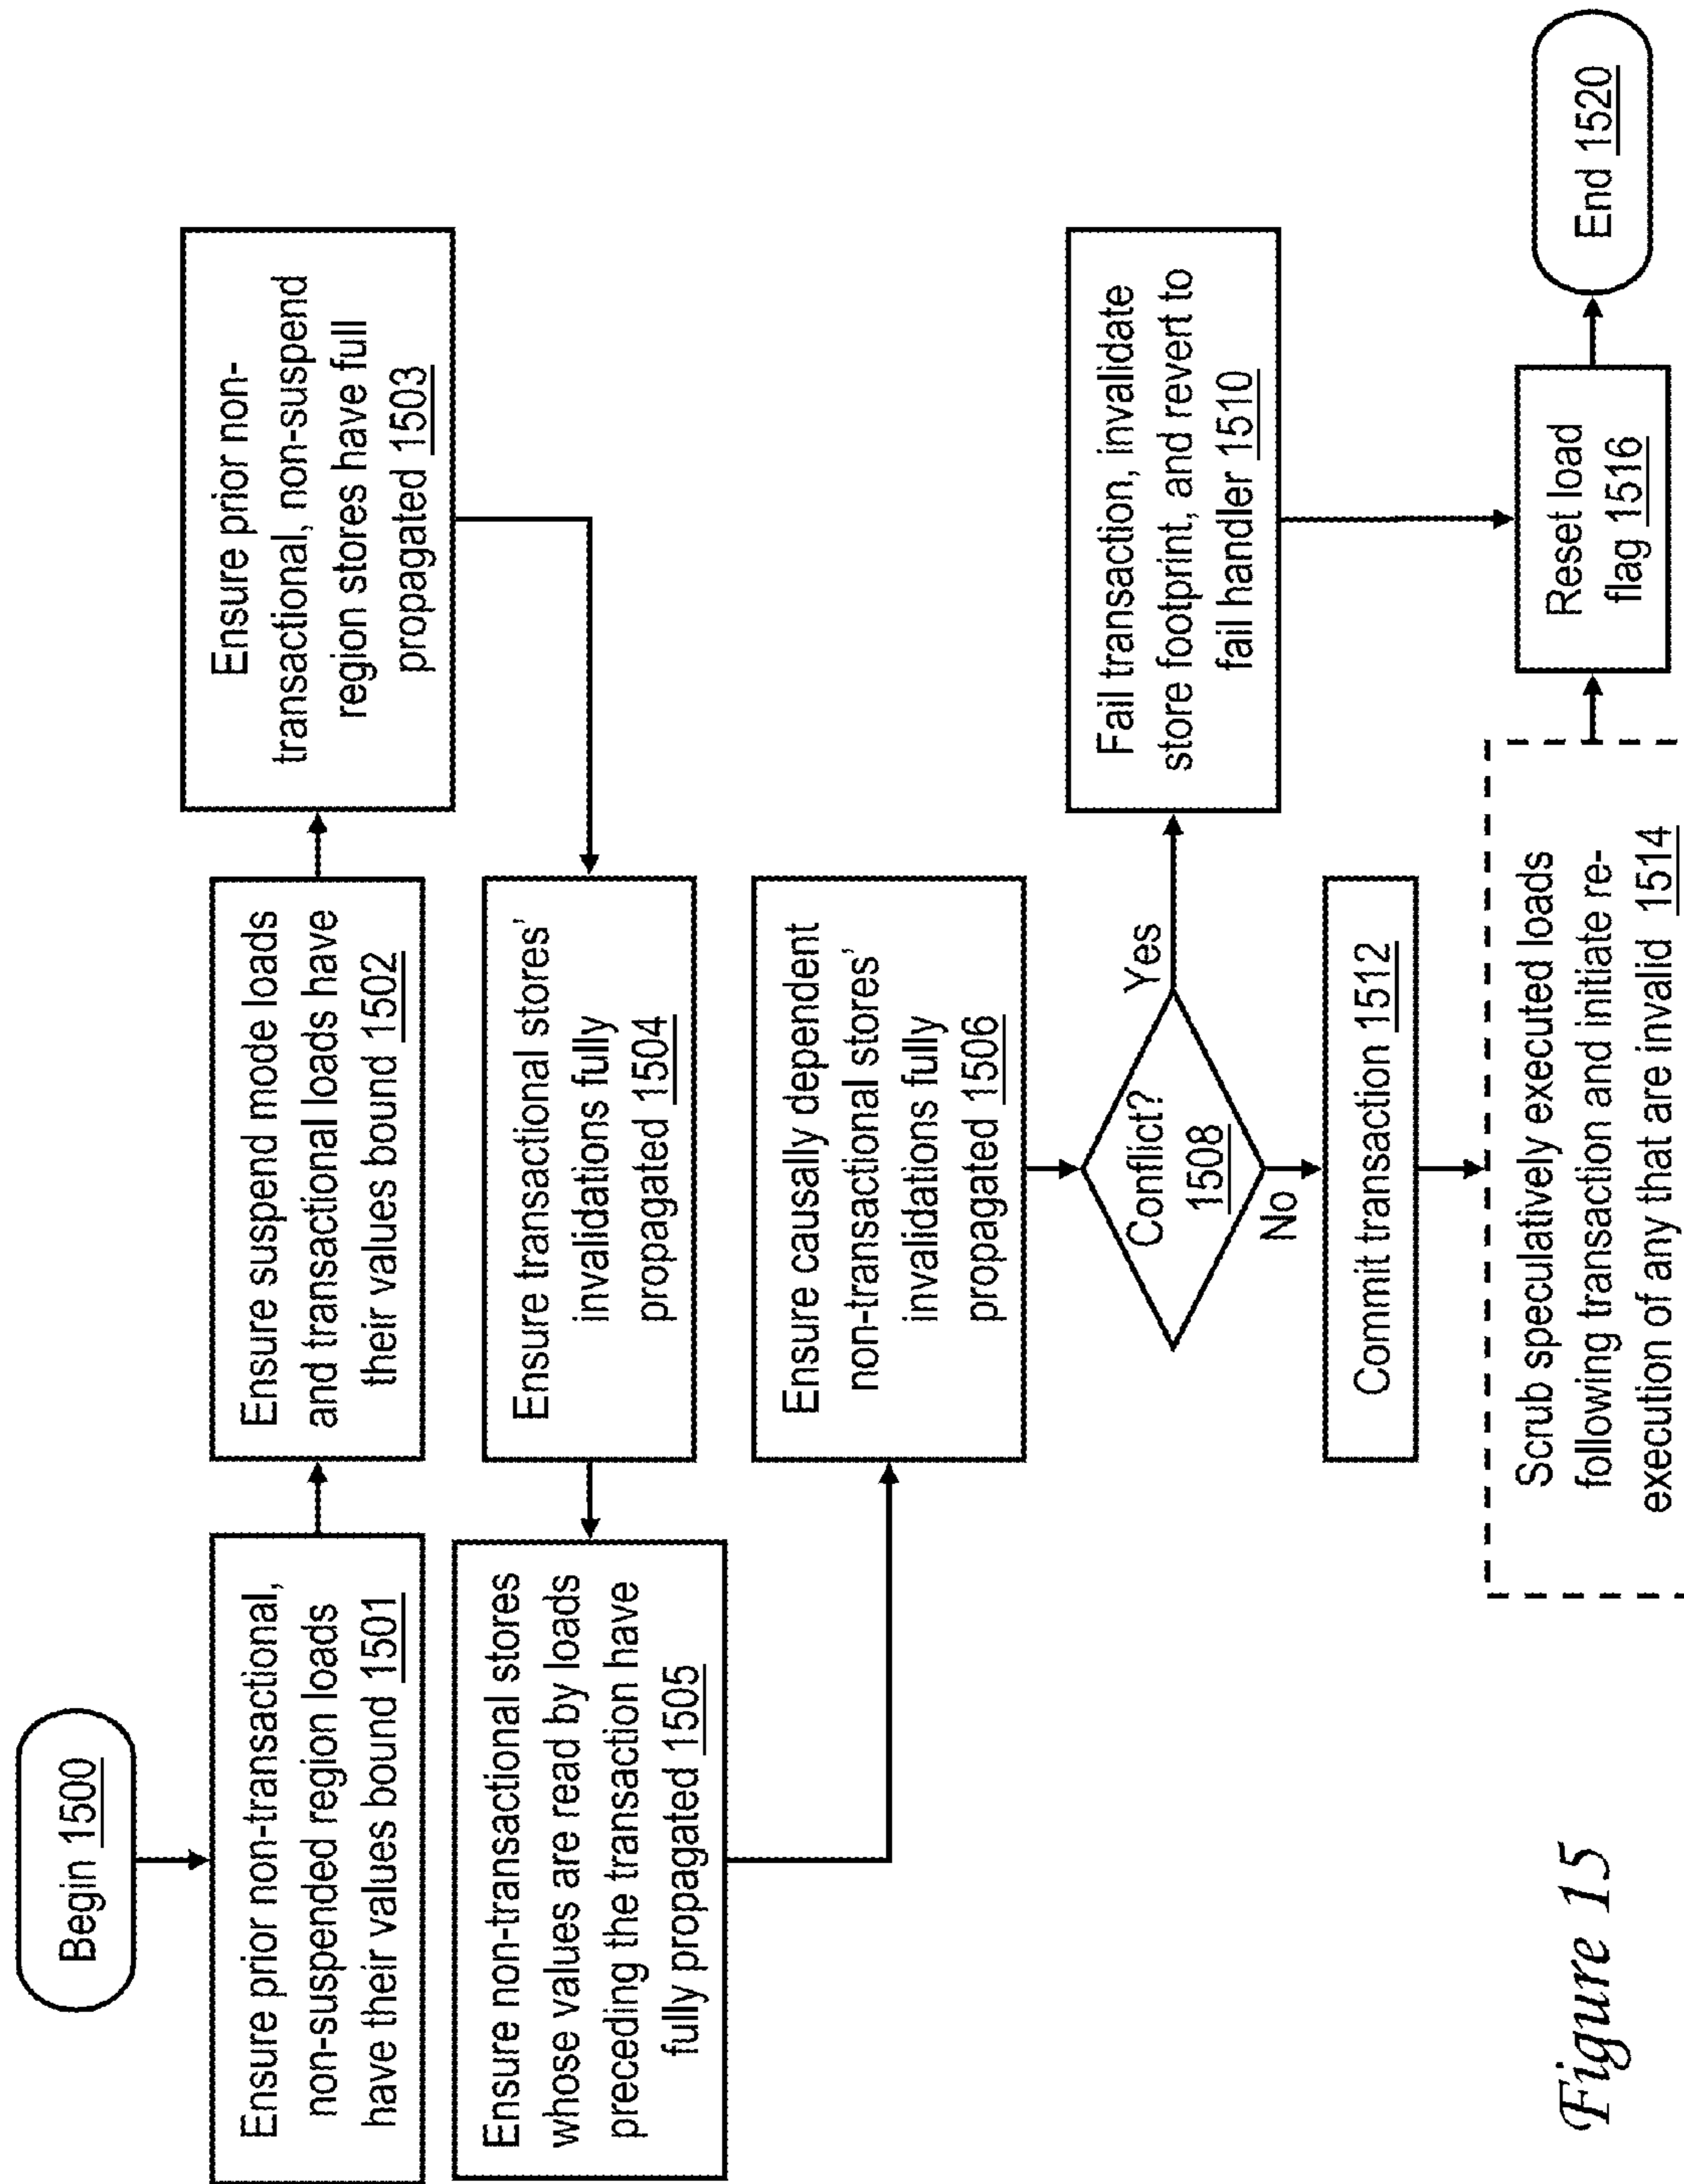 Begin 1500
Ensure prior non-transactional,
non-suspended region loads
have their values bound 1501
Ensure suspend mode loads
and transactional loads have
their values bound 1502
Ensure prior non-
transactional, non-suspend
region stores have full
propagated 1503
Ensure transactional stores'
invalidations fully
propagated 1504
Ensure non-transactional stores
whose values are read by loads
preceding the transaction have
fully propagated 1505
Ensure causally dependent
non-transactional stores'
invalidations fully
propagated 1506
Conflict?
1508
Yes
No
Fail transaction, invalidate
store footprint, and revert to
fail handler 1510
Commit transaction 1512
Scrub speculatively executed loads
following transaction and initiate re-
execution of any that are invalid 1514
Reset load
flag 1516
End 1520
Figure 15